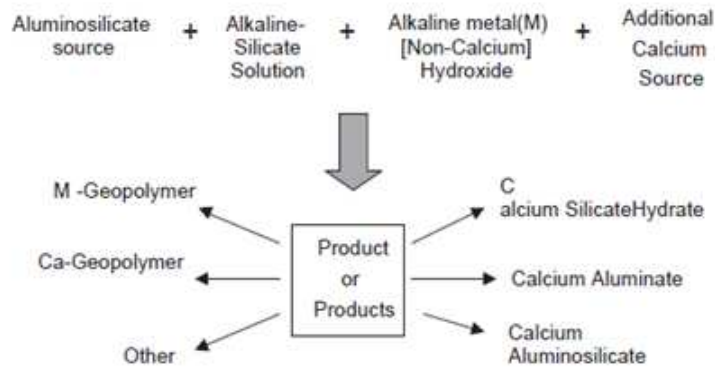 Aluminosilicate
source
+
Alkaline-
Silicate
Solution
+
Alkaline metal(M)
[Non-Calcium]
Hydroxide
+
Additional
Calcium
Source
M -Geopolymer
Ca-Geopolymer
Other
Product
or
Products
C
alcium SilicateHydrate
Calcium Aluminate
Calcium
Aluminosilicate